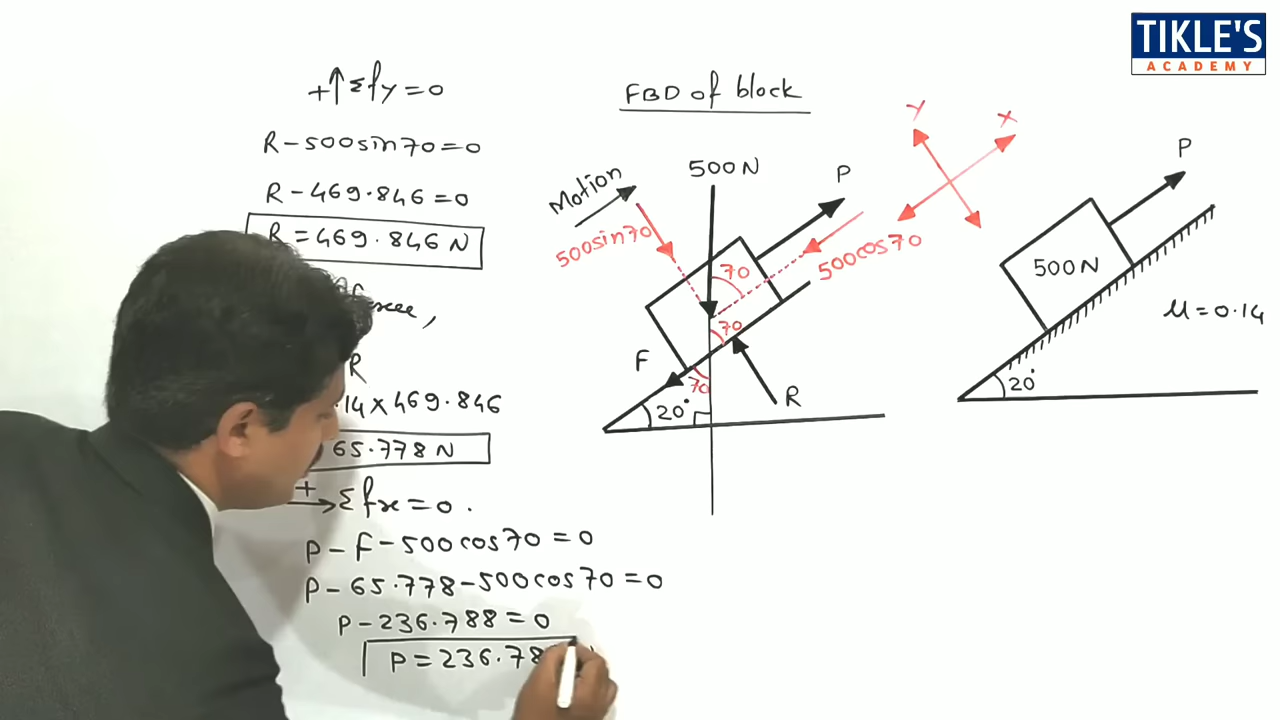 TIKLE'S
ACADEMY
+↑ Σfy = 0
R - 500sin70 = 0
R - 469.846 = 0
R = 469.846 N
R
14 × 469.846
65.778 N
+→ Σfx = 0.
P - F - 500cos70 = 0
P - 65.778 - 500cos70 = 0
P - 236.788 = 0
P = 236.78
FBD of block
Motion
500sin70
500N
P
500cos70
70
70
70
F
20°
R
Y
X
P
500N
μ = 0.14
20°